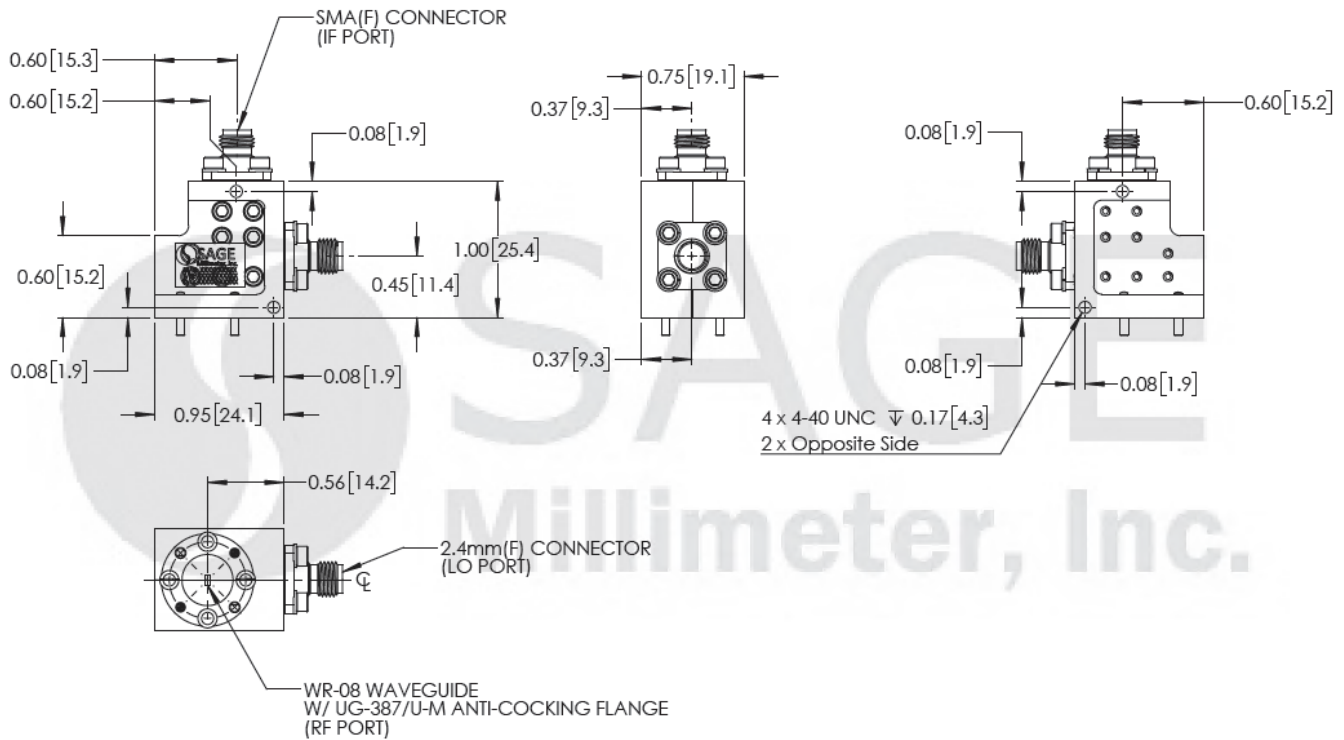 SMA(F) CONNECTOR
(IF PORT)
0.60[15.3]
0.60[15.2]
0.08[1.9]
0.60[15.2]
0.08[1.9]
0.95[24.1]
0.08[1.9]
1.00[25.4]
0.45[11.4]
SAGE
0.75[19.1]
0.37[9.3]
0.37[9.3]
0.60[15.2]
0.08[1.9]
0.08[1.9]
0.08[1.9]
4 x 4-40 UNC ↧ 0.17[4.3]
2 x Opposite Side
0.56[14.2]
2.4mm(F) CONNECTOR
(LO PORT)
℄
WR-08 WAVEGUIDE
W/ UG-387/U-M ANTI-COCKING FLANGE
(RF PORT)
SAGE
Millimeter, Inc.